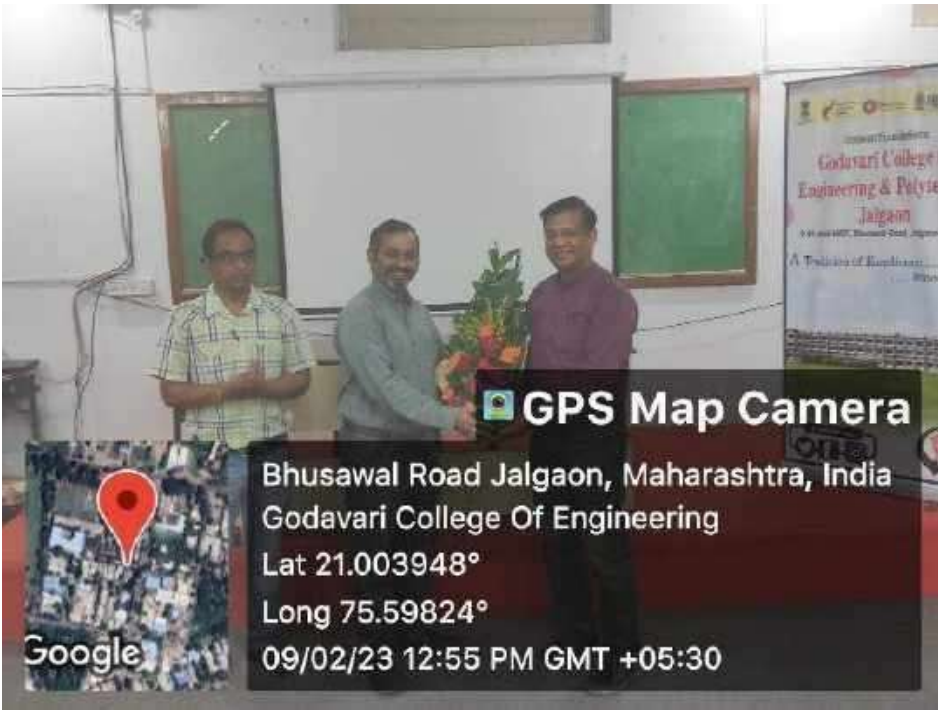 Godavari College
Engineering &
Jalgaon
GPS Map Camera
Bhusawal Road Jalgaon, Maharashtra, India
Godavari College Of Engineering
Lat 21.003948°
Long 75.59824°
09/02/23 12:55 PM GMT +05:30
Google